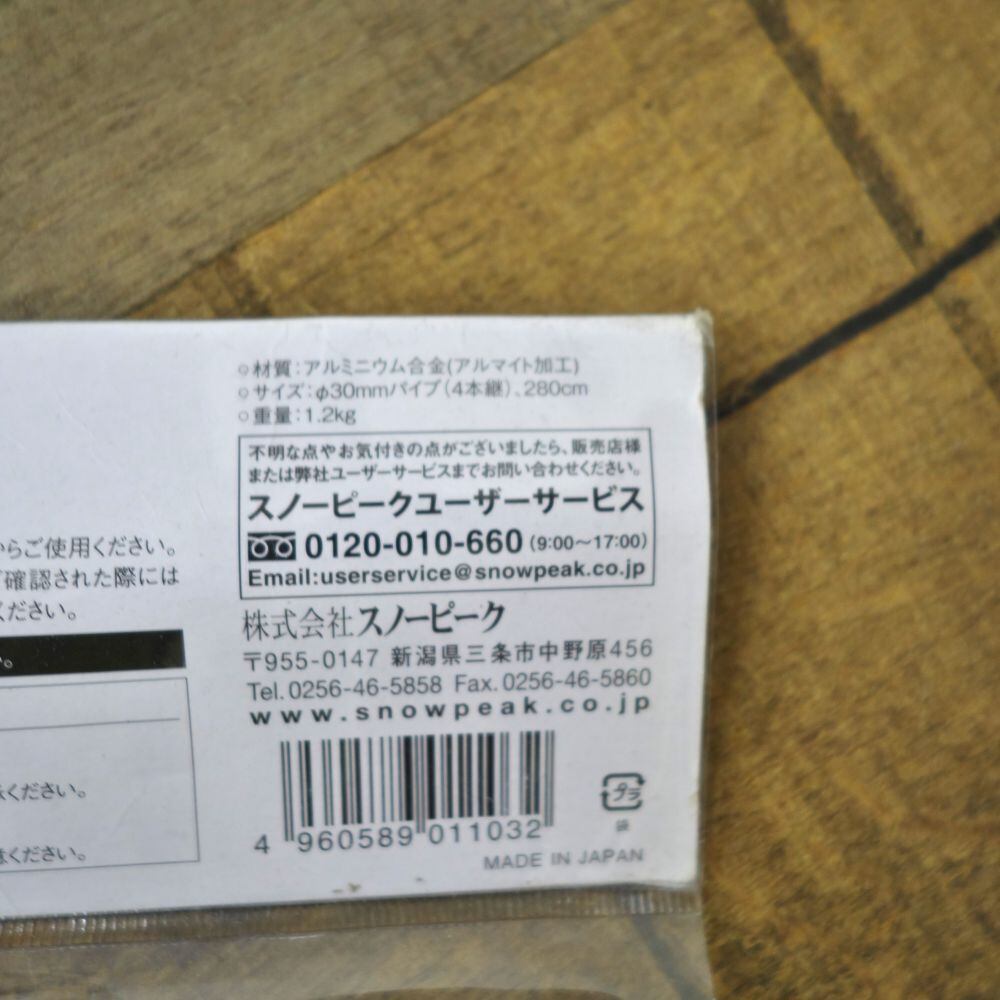 ○材質：アルミニウム合金(アルマイト加工)
○サイズ：φ30mmパイプ（4本継）、280cm
○重量：1.2kg
不明な点やお気付きの点がございましたら、販売店様
または弊社ユーザーサービスまでお問い合わせください。
スノーピークユーザーサービス
0120-010-660（9:00〜17:00）
Email:userservice@snowpeak.co.jp
株式会社スノーピーク
〒955-0147 新潟県三条市中野原456
Tel.0256-46-5858 Fax.0256-46-5860
www.snowpeak.co.jp
4 960589 011032
プラ
袋
MADE IN JAPAN
からご使用ください。
確認された際には
ください。
い。
ください。
ください。